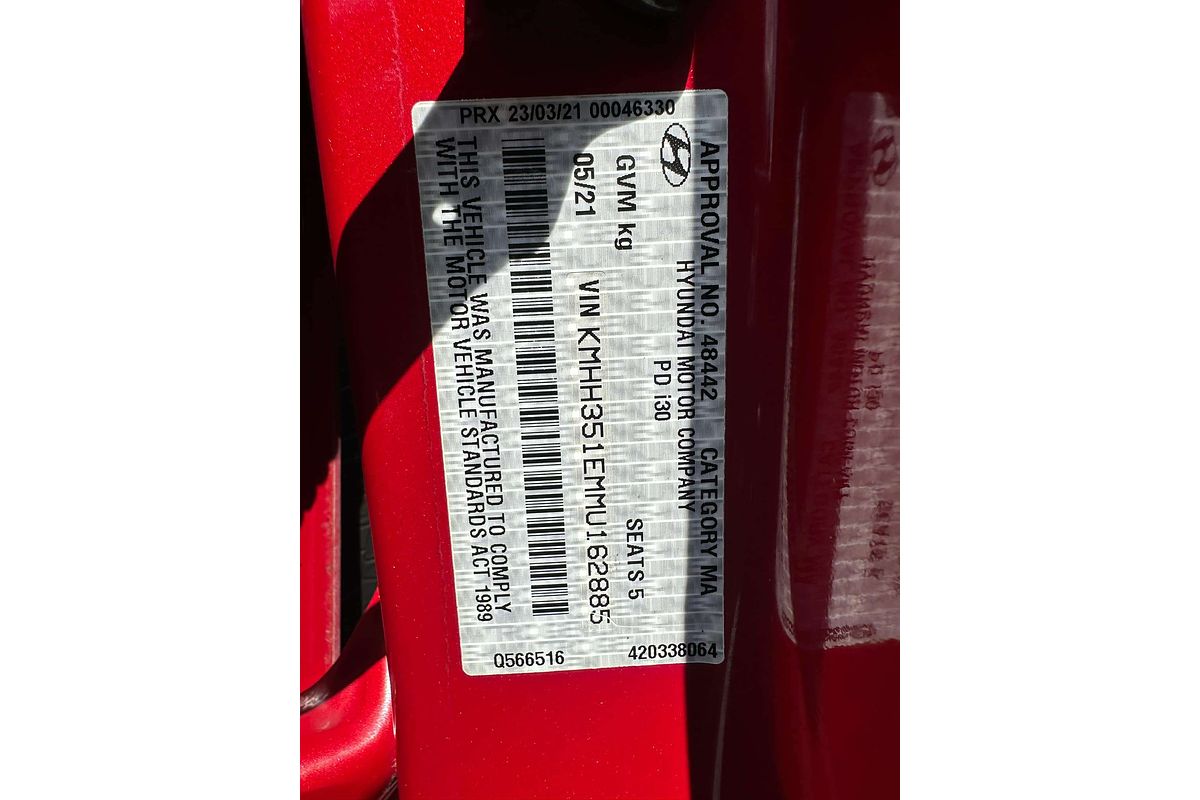 APPROVAL NO. 48442 CATEGORY MA
HYUNDAI MOTOR COMPANY
PD i30
GVM kg SEATS 5
05/21 VIN KMHH351EMMU162885
THIS VEHICLE WAS MANUFACTURED TO COMPLY
WITH THE MOTOR VEHICLE STANDARDS ACT 1989
PRX 23/03/21 00046330
Q566516 420338064